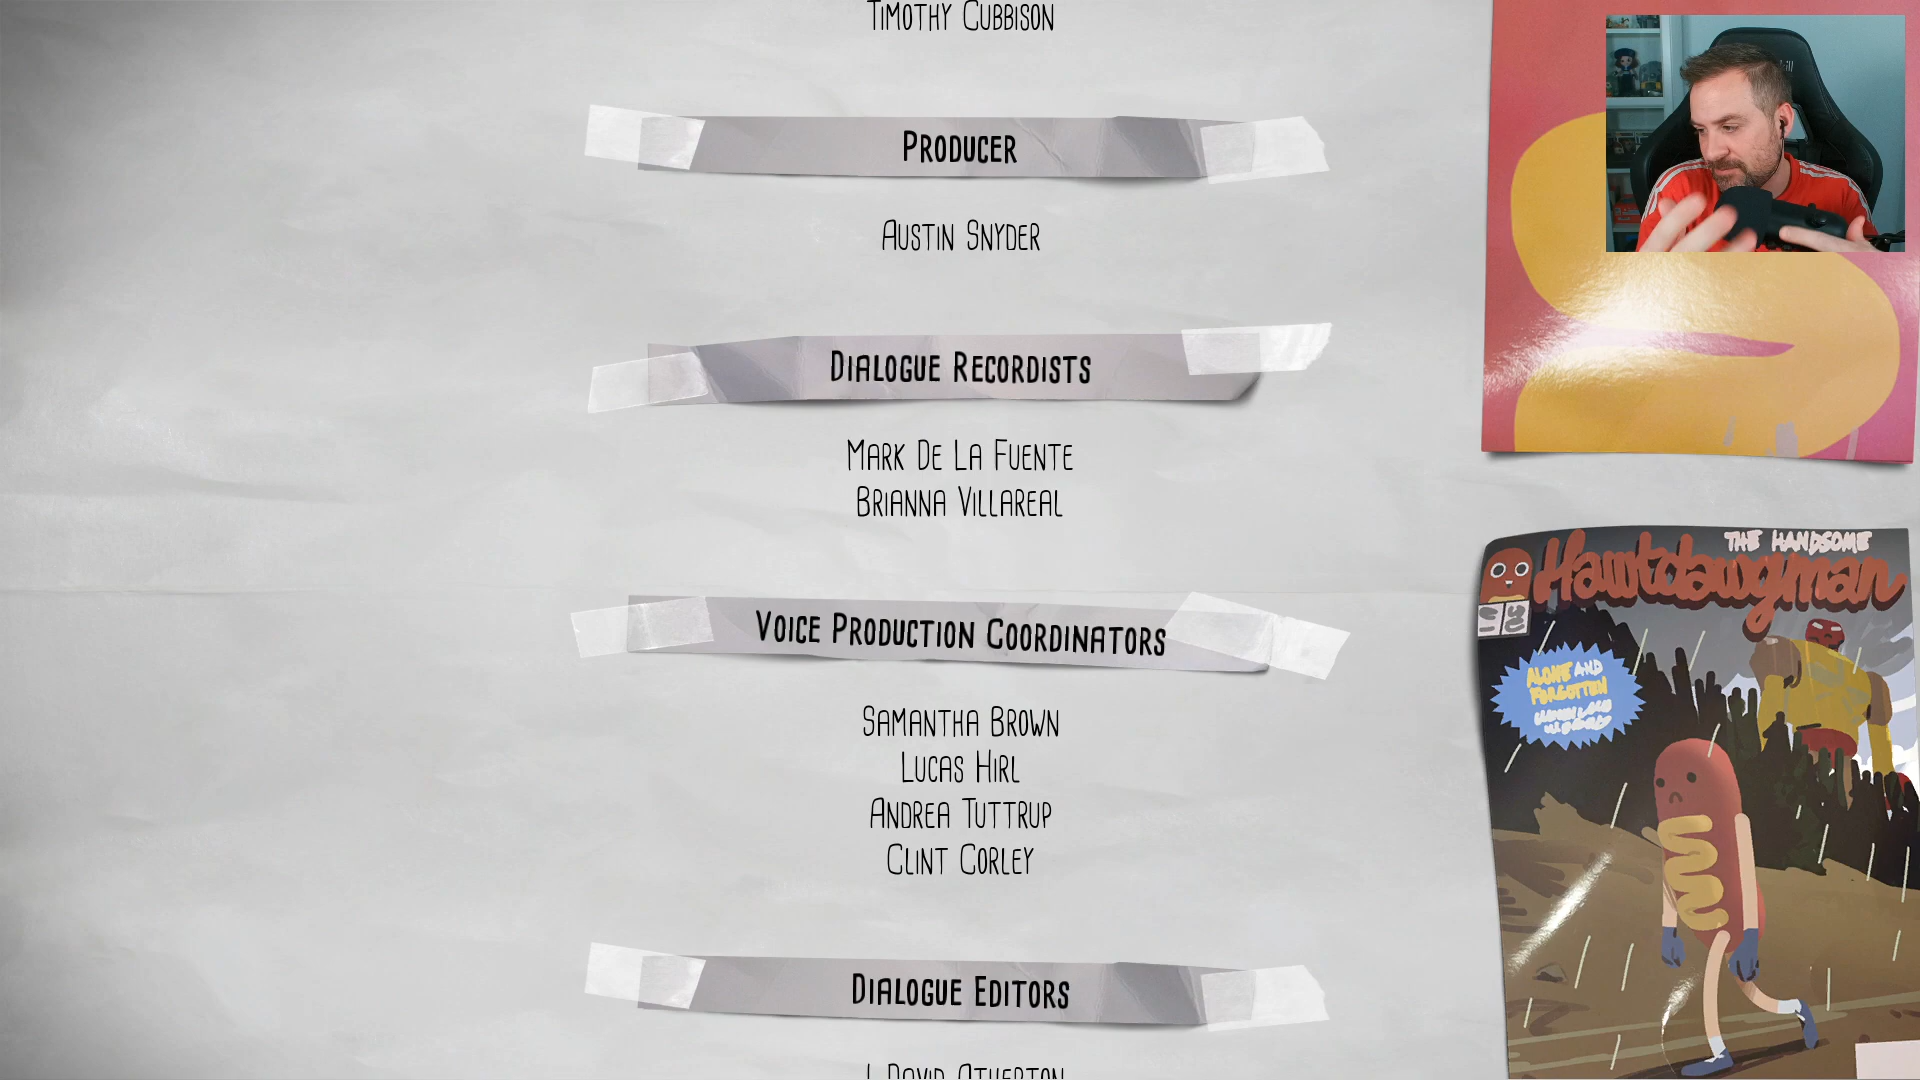 TIMOTHY CUBBISON
PRODUCER
AUSTIN SNYDER
DIALOGUE RECORDISTS
MARK DE LA FUENTE
BRIANNA VILLAREAL
VOICE PRODUCTION COORDINATORS
SAMANTHA BROWN
LUCAS HIRL
ANDREA TUTTRUP
CLINT CORLEY
DIALOGUE EDITORS
THE HANDSOME
Hawtdawgman
ALONE AND
FORGOTTEN